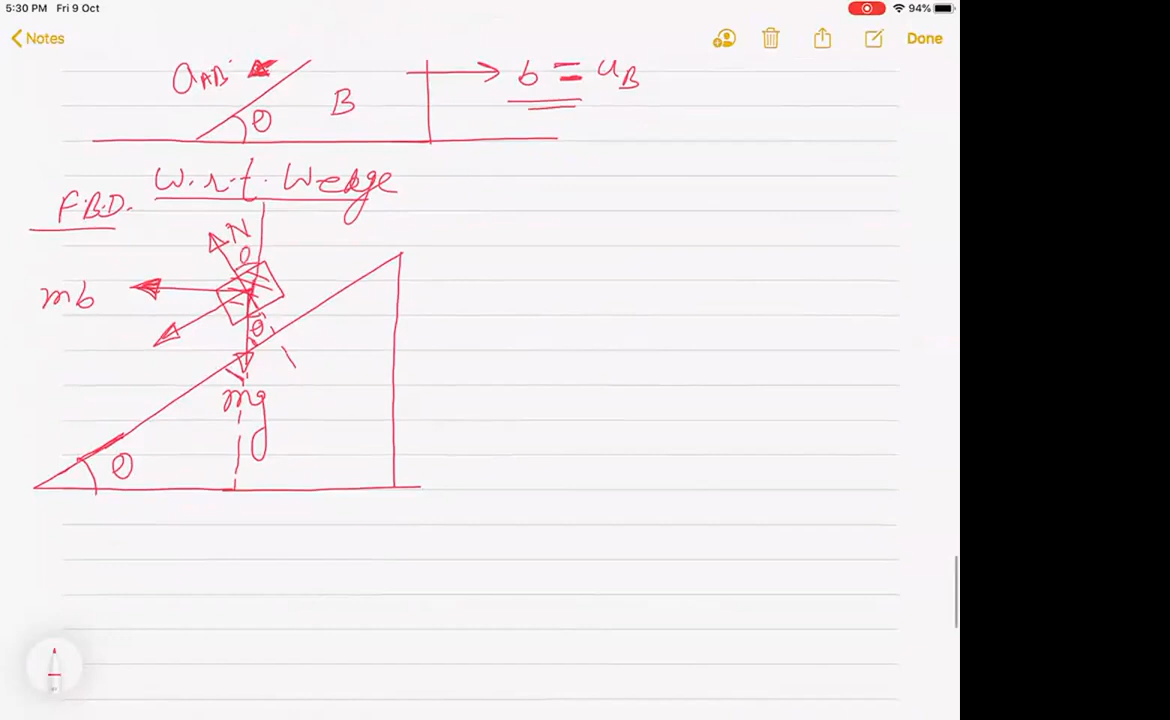 5:30 PM Fri 9 Oct 94%
Notes Done
a_AB b = a_B
B
θ
W.r.t. Wedge
F.B.D.
N
θ
mb
θ
mg
θ